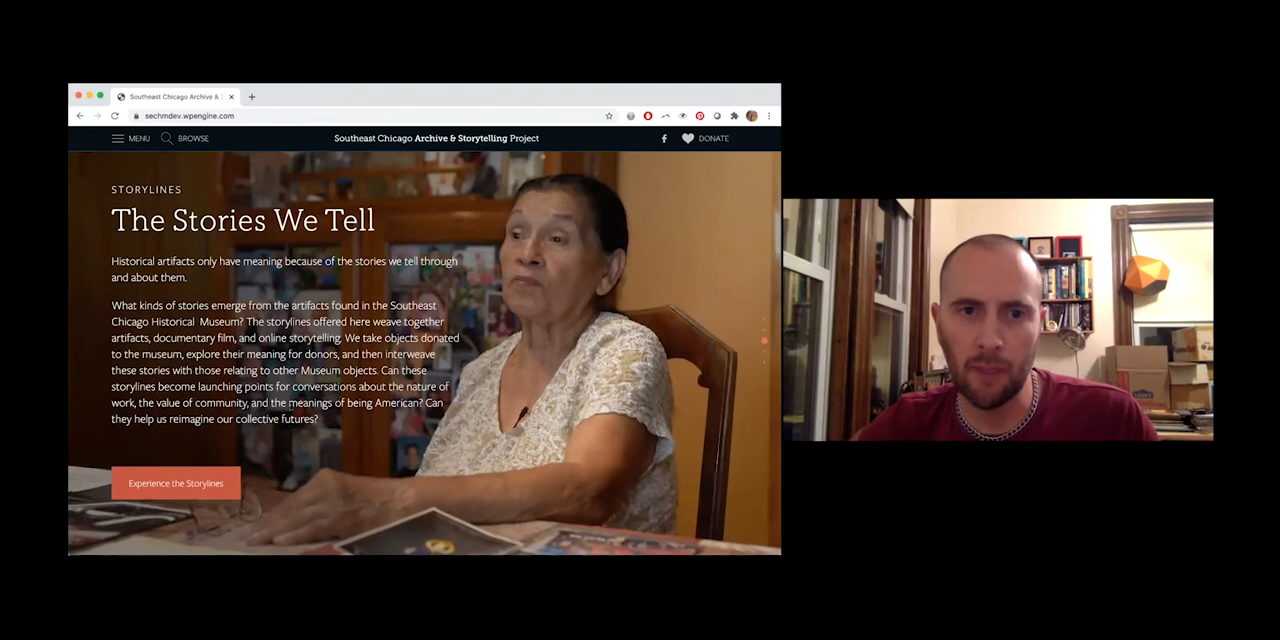 Southeast Chicago Archive & S
sechmdev.wpengine.com
MENU BROWSE Southeast Chicago Archive & Storytelling Project DONATE
STORYLINES
The Stories We Tell
Historical artifacts only have meaning because of the stories we tell through
and about them.
What kinds of stories emerge from the artifacts found in the Southeast
Chicago Historical Museum? The storylines offered here weave together
artifacts, documentary film, and online storytelling. We take objects donated
to the museum, explore their meaning for donors, and then interweave
these stories with those relating to other Museum objects. Can these
storylines become launching points for conversations about the nature of
work, the value of community, and the meanings of being American? Can
they help us reimagine our collective futures?
Experience the Storylines